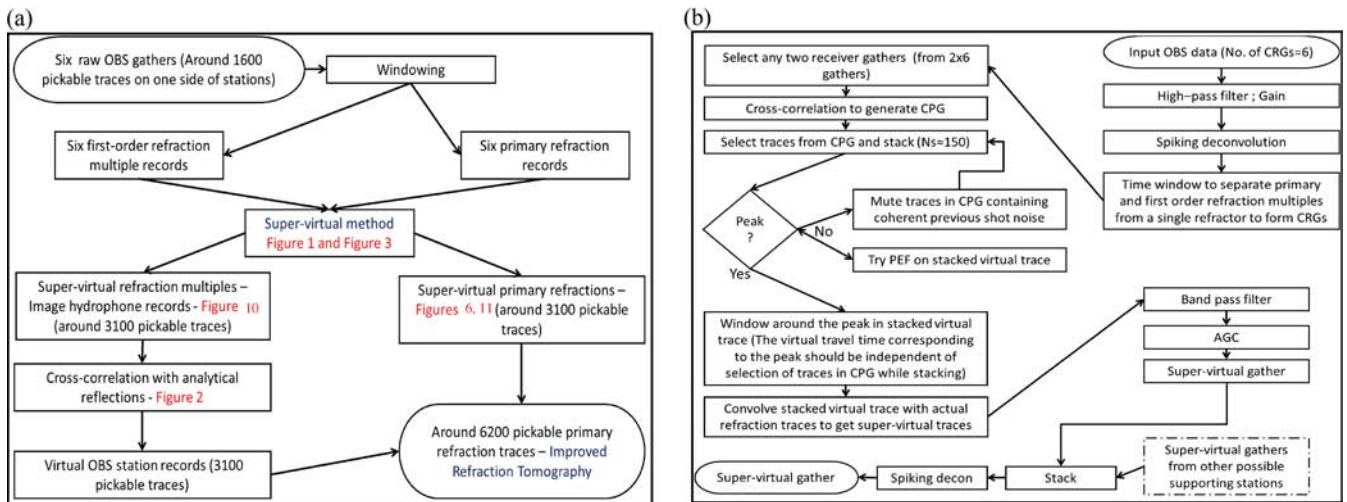 (a)
Six raw OBS gathers (Around 1600
pickable traces on one side of stations)
Windowing
Six first-order refraction
multiple records
Six primary refraction
records
Super-virtual method
Figure 1 and Figure 3
Super-virtual refraction multiples –
Image hydrophone records - Figure 10
(around 3100 pickable traces)
Super-virtual primary refractions –
Figures 6, 11 (around 3100 pickable
traces)
Cross-correlation with analytical
reflections - Figure 2
Virtual OBS station records (3100
pickable traces)
Around 6200 pickable primary
refraction traces – Improved
Refraction Tomography
(b)
Input OBS data (No. of CRGs=6)
High–pass filter ; Gain
Spiking deconvolution
Time window to separate primary
and first order refraction multiples
from a single refractor to form CRGs
Select any two receiver gathers (from 2x6
gathers)
Cross-correlation to generate CPG
Select traces from CPG and stack (Ns≈150)
Peak
?
No
Yes
Mute traces in CPG containing
coherent previous shot noise
Try PEF on stacked virtual trace
Window around the peak in stacked virtual
trace (The virtual travel time corresponding
to the peak should be independent of
selection of traces in CPG while stacking)
Convolve stacked virtual trace with actual
refraction traces to get super-virtual traces
Band pass filter
AGC
Super-virtual gather
Super-virtual gathers
from other possible
supporting stations
Stack
Spiking decon
Super-virtual gather